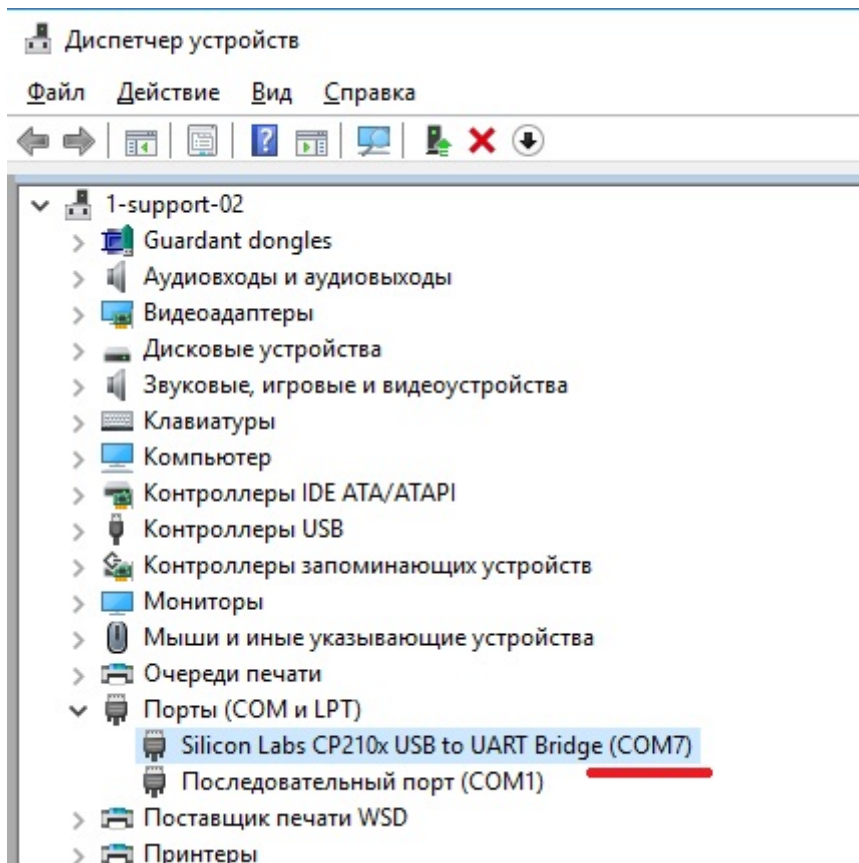 Диспетчер устройств
Файл Действие Вид Справка
1-support-02
Guardant dongles
Аудиовходы и аудиовыходы
Видеоадаптеры
Дисковые устройства
Звуковые, игровые и видеоустройства
Клавиатуры
Компьютер
Контроллеры IDE ATA/ATAPI
Контроллеры USB
Контроллеры запоминающих устройств
Мониторы
Мыши и иные указывающие устройства
Очереди печати
Порты (COM и LPT)
Silicon Labs CP210x USB to UART Bridge (COM7)
Последовательный порт (COM1)
Поставщик печати WSD
Принтеры